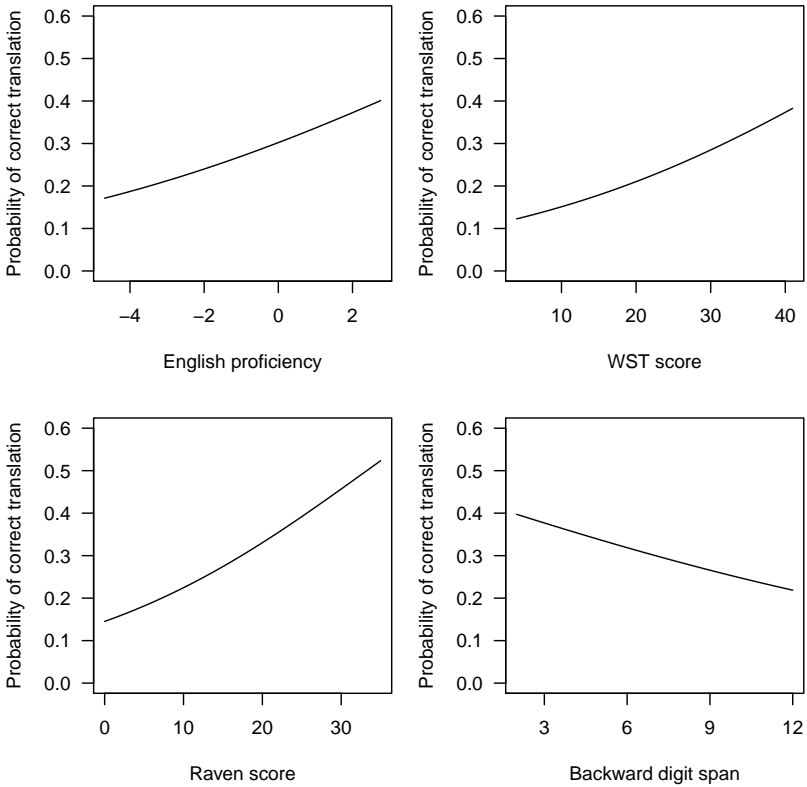 Probability of correct translation
0.6
0.5
0.4
0.3
0.2
0.1
0.0
−4 −2 0 2
English proficiency
Probability of correct translation
0.6
0.5
0.4
0.3
0.2
0.1
0.0
10 20 30 40
WST score
Probability of correct translation
0.6
0.5
0.4
0.3
0.2
0.1
0.0
0 10 20 30
Raven score
Probability of correct translation
0.6
0.5
0.4
0.3
0.2
0.1
0.0
3 6 9 12
Backward digit span